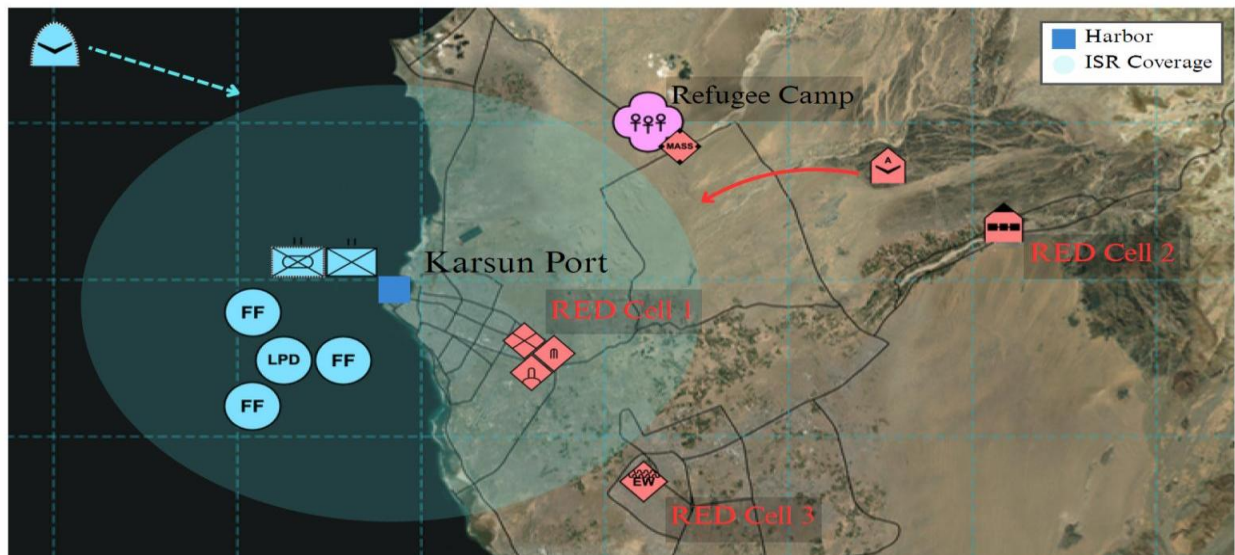 Harbor
ISR Coverage
Refugee Camp
MASS
A
RED Cell 2
Karsun Port
RED Cell 1
FF
LPD
FF
FF
EW
RED Cell 3